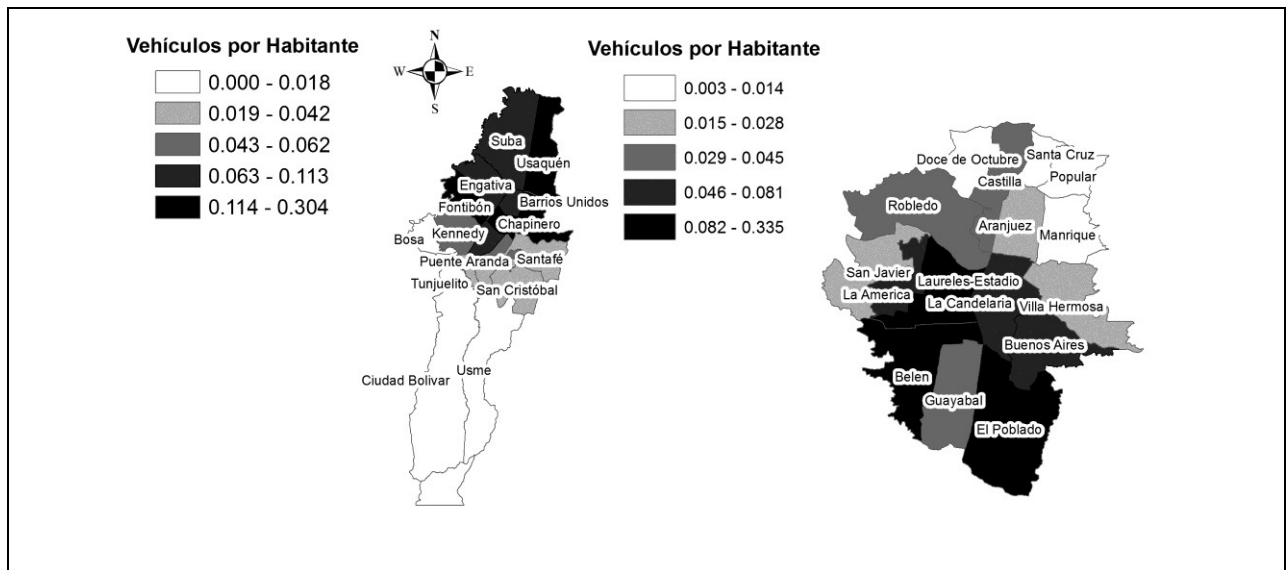 Vehículos por Habitante
0.000 - 0.018
0.019 - 0.042
0.043 - 0.062
0.063 - 0.113
0.114 - 0.304
N
W
E
S
Suba
Usaquén
Engativa
Barrios Unidos
Fontibón
Chapinero
Kennedy
Bosa
Puente Aranda
Santafé
Tunjuelito
San Cristóbal
Usme
Ciudad Bolivar
Vehículos por Habitante
0.003 - 0.014
0.015 - 0.028
0.029 - 0.045
0.046 - 0.081
0.082 - 0.335
Doce de Octubre
Santa Cruz
Popular
Castilla
Robledo
Aranjuez
Manrique
San Javier
Laureles-Estadio
La America
La Candelaria
Villa Hermosa
Buenos Aires
Belen
Guayabal
El Poblado